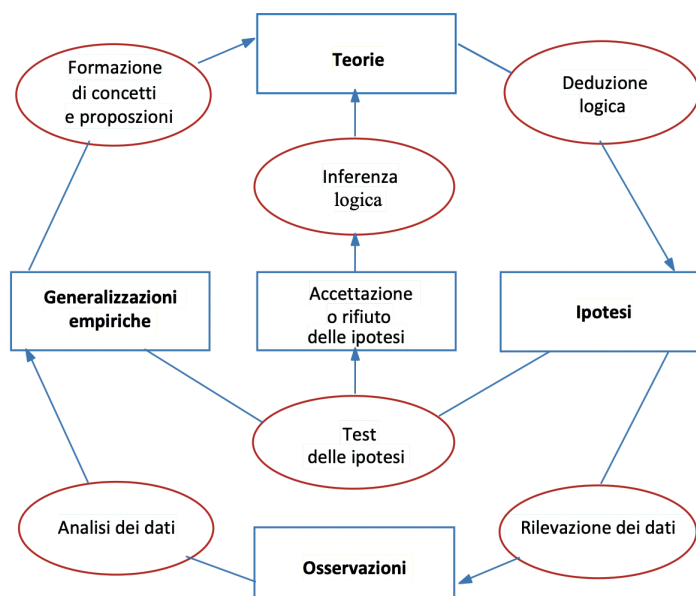 Formazione
di concetti
e proposzioni
Teorie
Deduzione
logica
Inferenza
logica
Generalizzazioni
empiriche
Accettazione
o rifiuto
delle ipotesi
Ipotesi
Test
delle ipotesi
Analisi dei dati
Rilevazione dei dati
Osservazioni